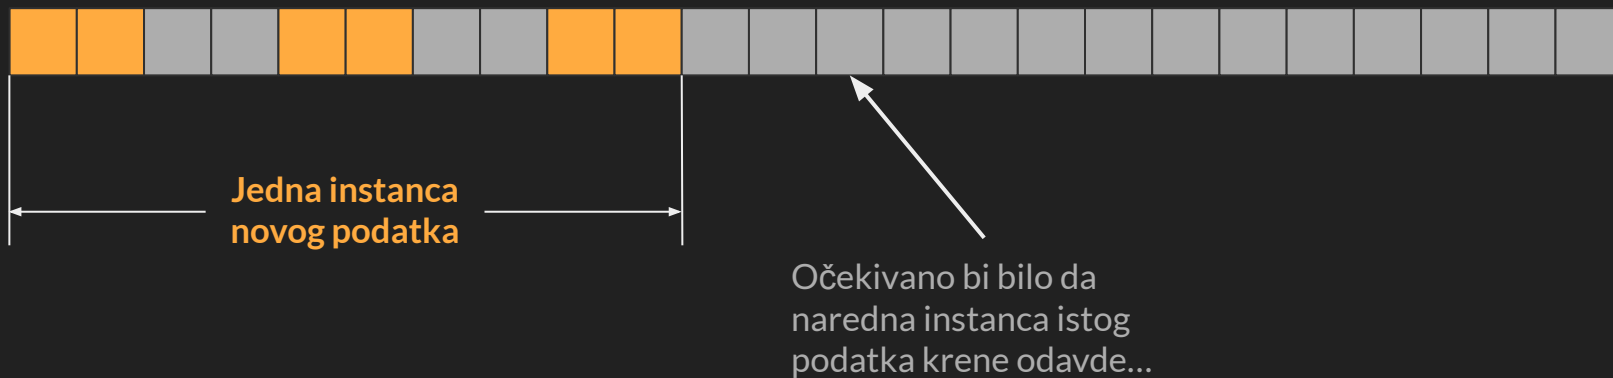 Jedna instanca
novog podatka
Očekivano bi bilo da
naredna instanca istog
podatka krene odavde...